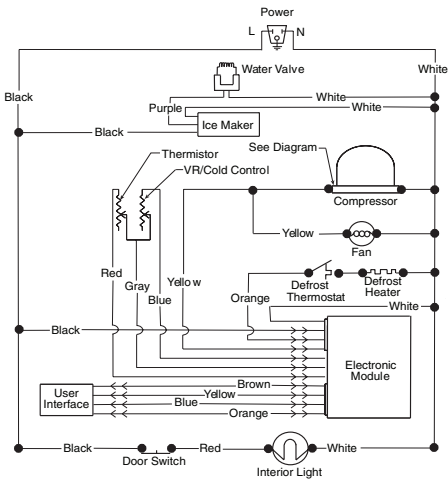 Power
L
N
Water Valve
White
Black
White
Purple
White
Ice Maker
Black
See Diagram
Thermistor
VR/Cold Control
Compressor
Yellow
Fan
Red
Gray
Blue
Yellow
Orange
Defrost
Thermostat
Defrost
Heater
White
Black
Electronic
Module
User
Interface
Brown
Yellow
Blue
Orange
Black
Door Switch
Red
Interior Light
White